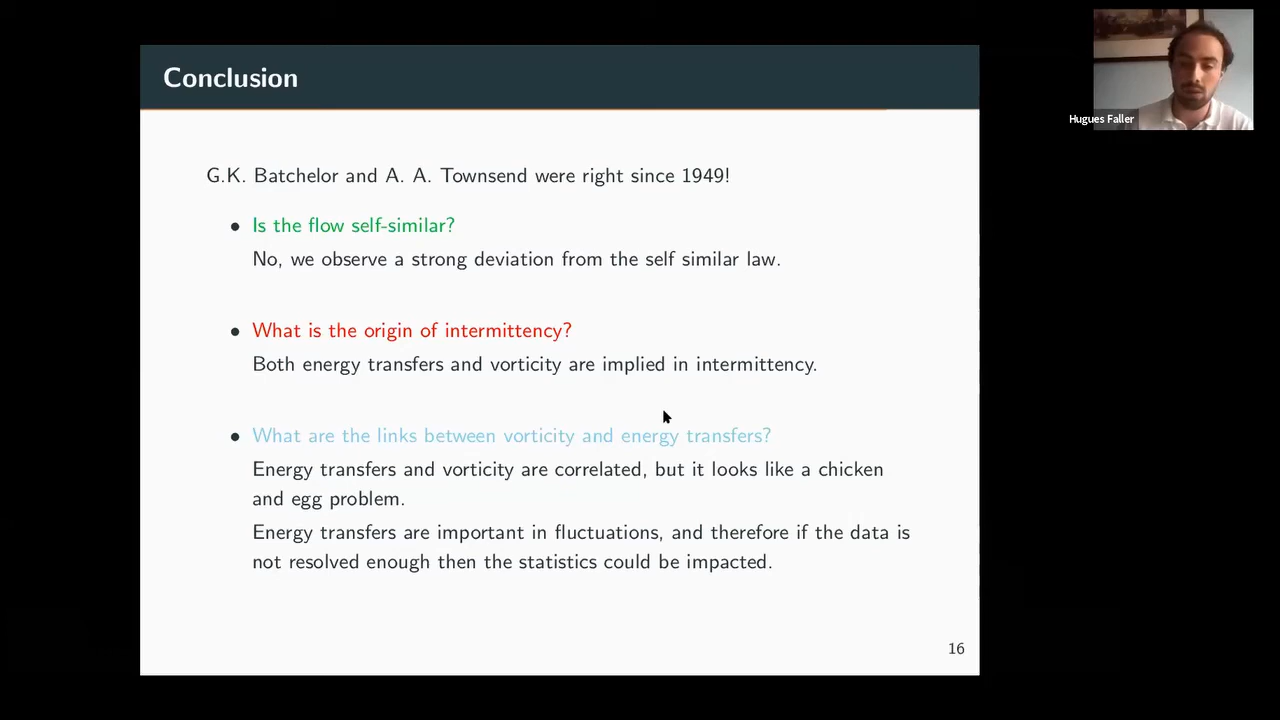 Conclusion
Hugues Faller
G.K. Batchelor and A. A. Townsend were right since 1949!
• Is the flow self-similar?
No, we observe a strong deviation from the self similar law.
• What is the origin of intermittency?
Both energy transfers and vorticity are implied in intermittency.
• What are the links between vorticity and energy transfers?
Energy transfers and vorticity are correlated, but it looks like a chicken
and egg problem.
Energy transfers are important in fluctuations, and therefore if the data is
not resolved enough then the statistics could be impacted.
16